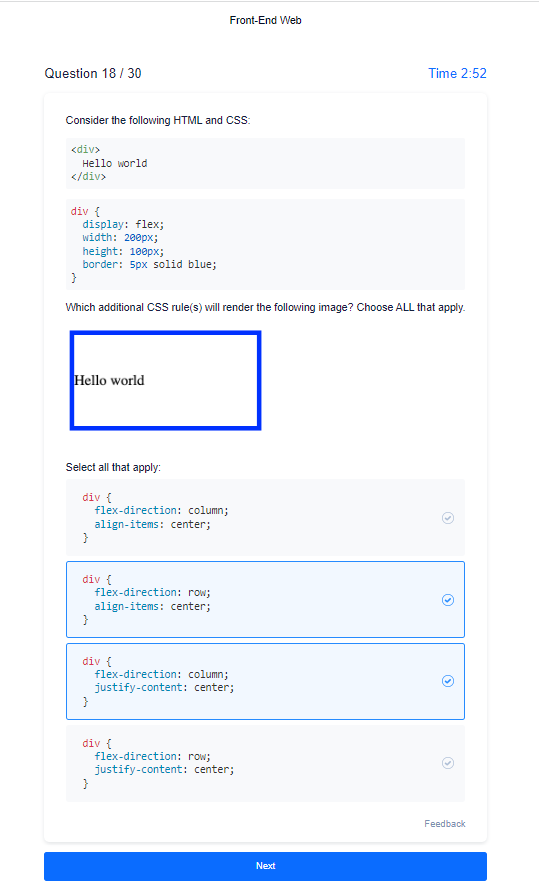 Front-End Web
Question 18 / 30
Time 2:52
Consider the following HTML and CSS:
<div>
  Hello world
</div>
div {
  display: flex;
  width: 200px;
  height: 100px;
  border: 5px solid blue;
}
Which additional CSS rule(s) will render the following image? Choose ALL that apply.
Hello world
Select all that apply:
div {
  flex-direction: column;
  align-items: center;
}
div {
  flex-direction: row;
  align-items: center;
}
div {
  flex-direction: column;
  justify-content: center;
}
div {
  flex-direction: row;
  justify-content: center;
}
Feedback
Next